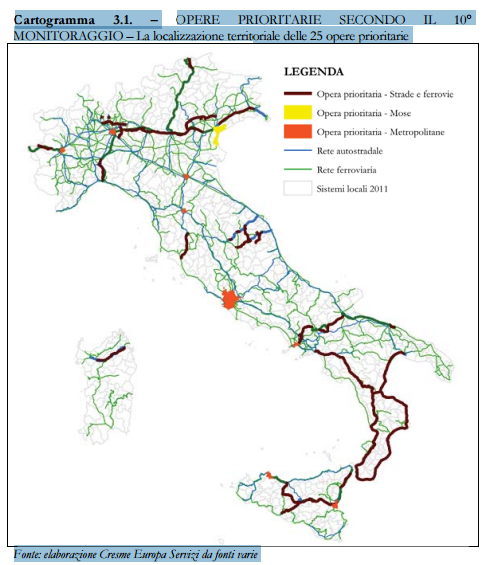 Cartogramma 3.1. – OPERE PRIORITARIE SECONDO IL 10°
MONITORAGGIO – La localizzazione territoriale delle 25 opere prioritarie
LEGENDA
Opera prioritaria - Strade e ferrovie
Opera prioritaria - Mose
Opera prioritaria - Metropolitane
Rete autostradale
Rete ferroviaria
Sistemi locali 2011
Fonte: elaborazione Cresme Europa Servizi da fonti varie